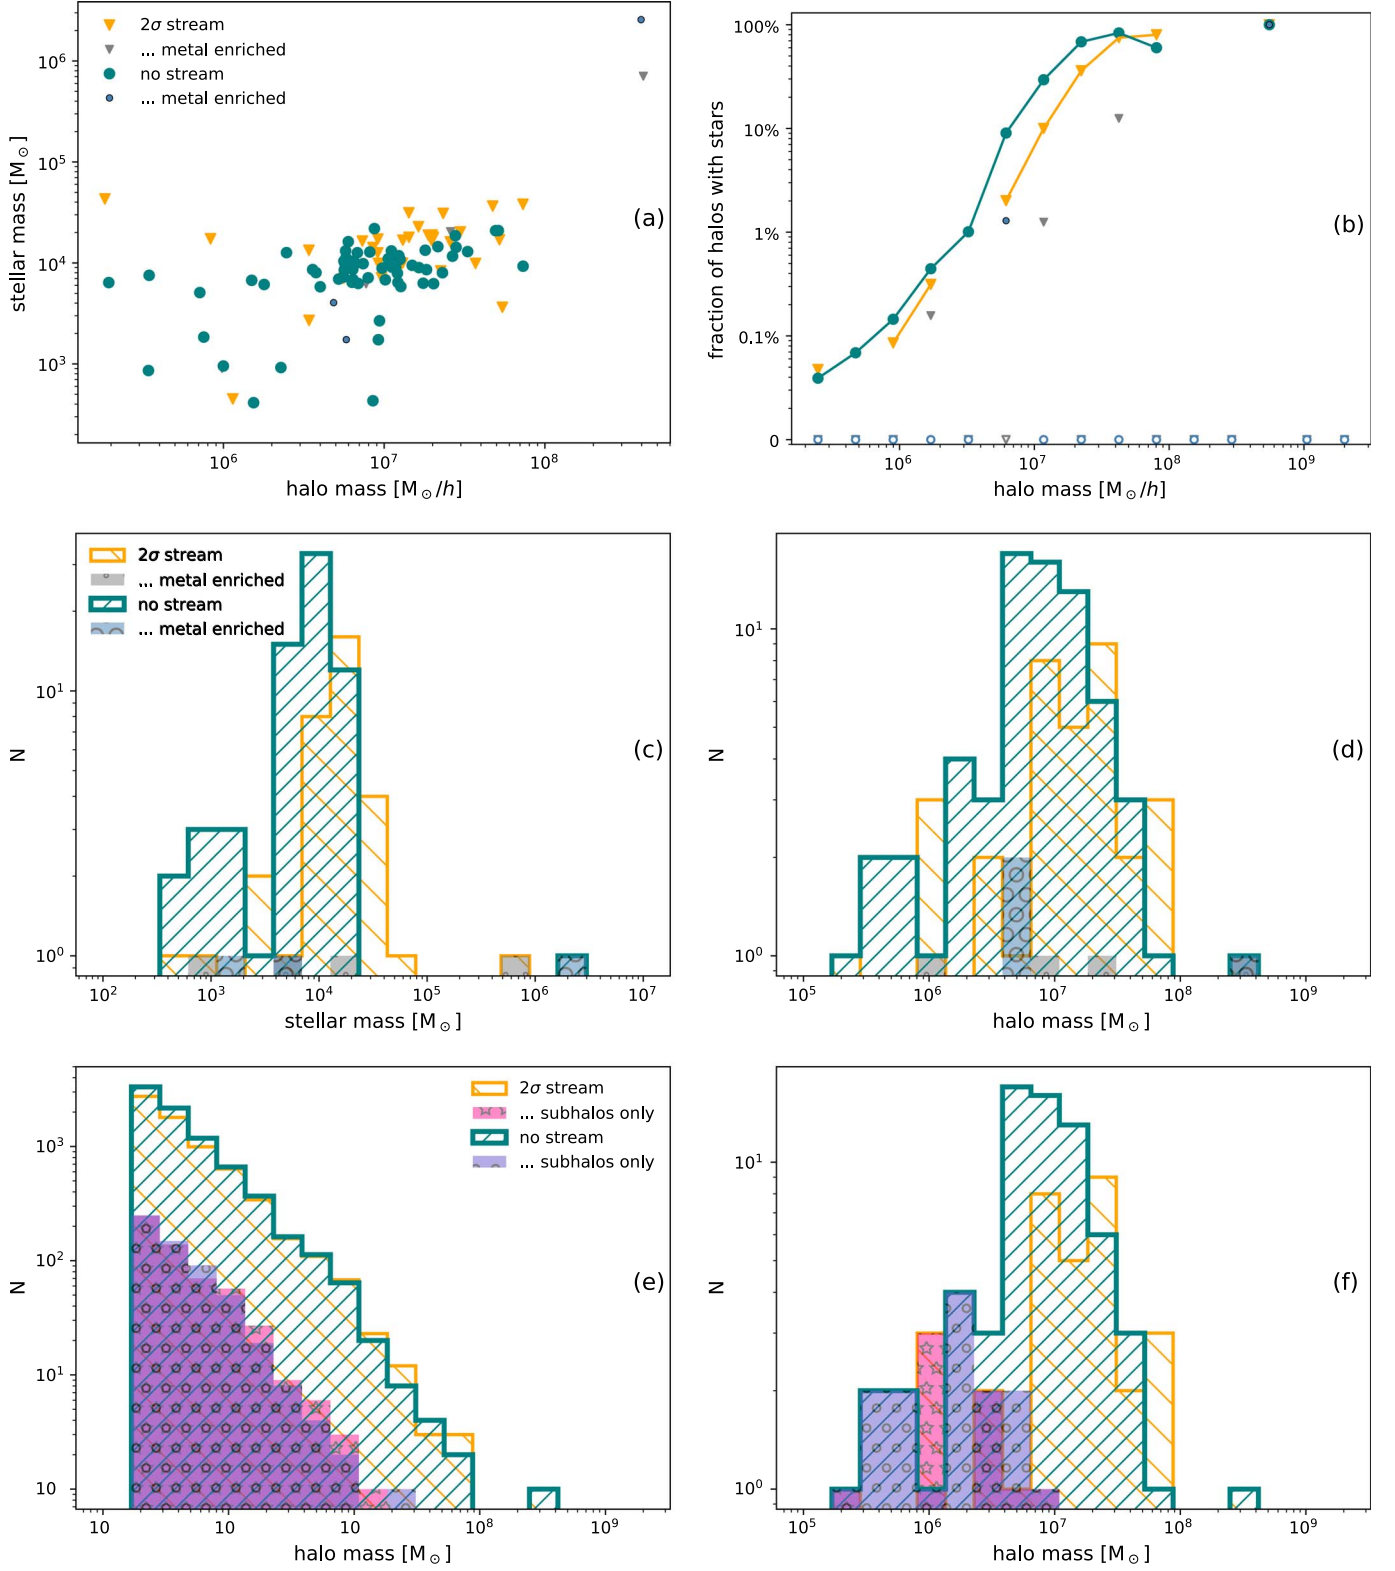 2σ stream
... metal enriched
no stream
... metal enriched
(a)
10⁶
10⁵
10⁴
10³
stellar mass [M☉]
10⁶ 10⁷ 10⁸
halo mass [M☉/h]
100%
10%
1%
0.1%
0
fraction of halos with stars
(b)
10⁶ 10⁷ 10⁸ 10⁹
halo mass [M☉/h]
2σ stream
... metal enriched
no stream
... metal enriched
(c)
10¹
10⁰
N
10² 10³ 10⁴ 10⁵ 10⁶ 10⁷
stellar mass [M☉]
(d)
10¹
10⁰
N
10⁵ 10⁶ 10⁷ 10⁸ 10⁹
halo mass [M☉]
2σ stream
... subhalos only
no stream
... subhalos only
(e)
10³
10²
10¹
10
N
10 10 10 10⁸ 10⁹
halo mass [M☉]
(f)
10¹
10⁰
N
10⁵ 10⁶ 10⁷ 10⁸ 10⁹
halo mass [M☉]